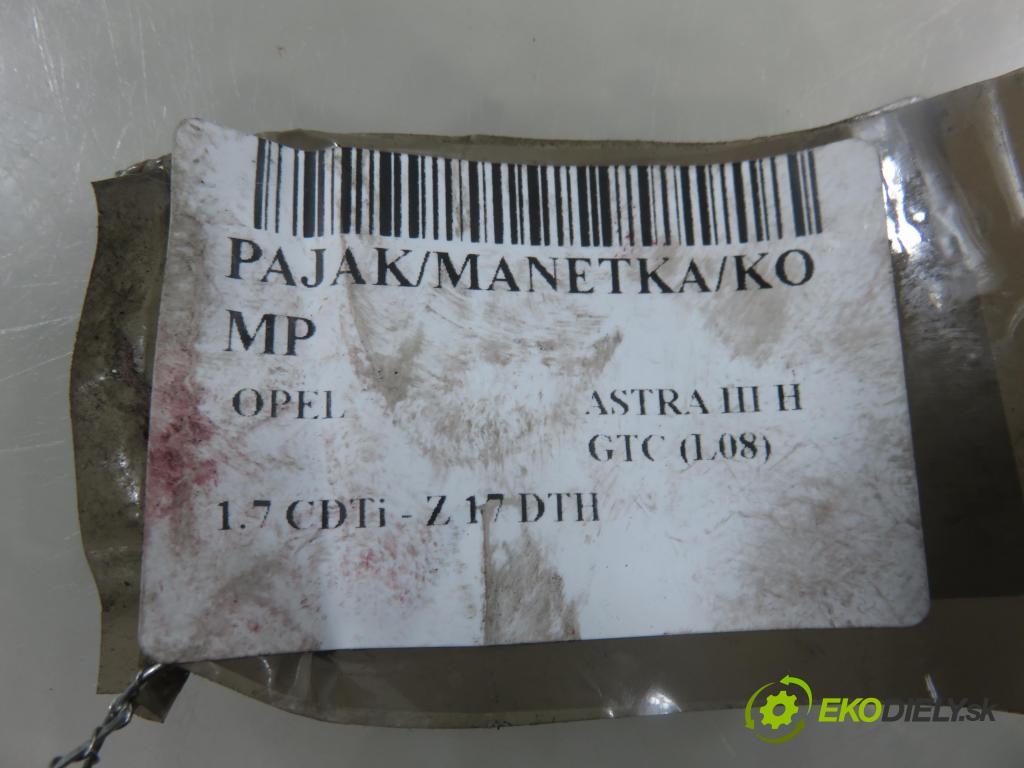 PAJAK/MANETKA/KO
MP
OPEL ASTRA III H
GTC (L08)
1.7 CDTi - Z 17 DTH
EKODIELY.sk